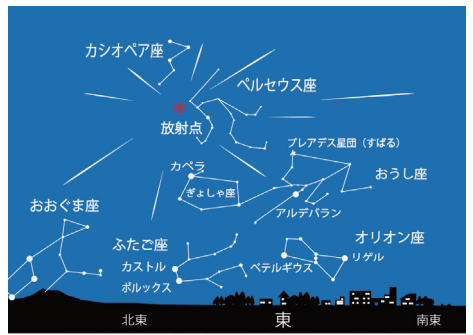 カシオペア座
ペルセウス座
放射点
プレアデス星団（すばる）
カペラ
おうし座
ぎょしゃ座
おおぐま座
アルデバラン
ふたご座
オリオン座
カストル
ベテルギウス
リゲル
ポルックス
北東
東
南東